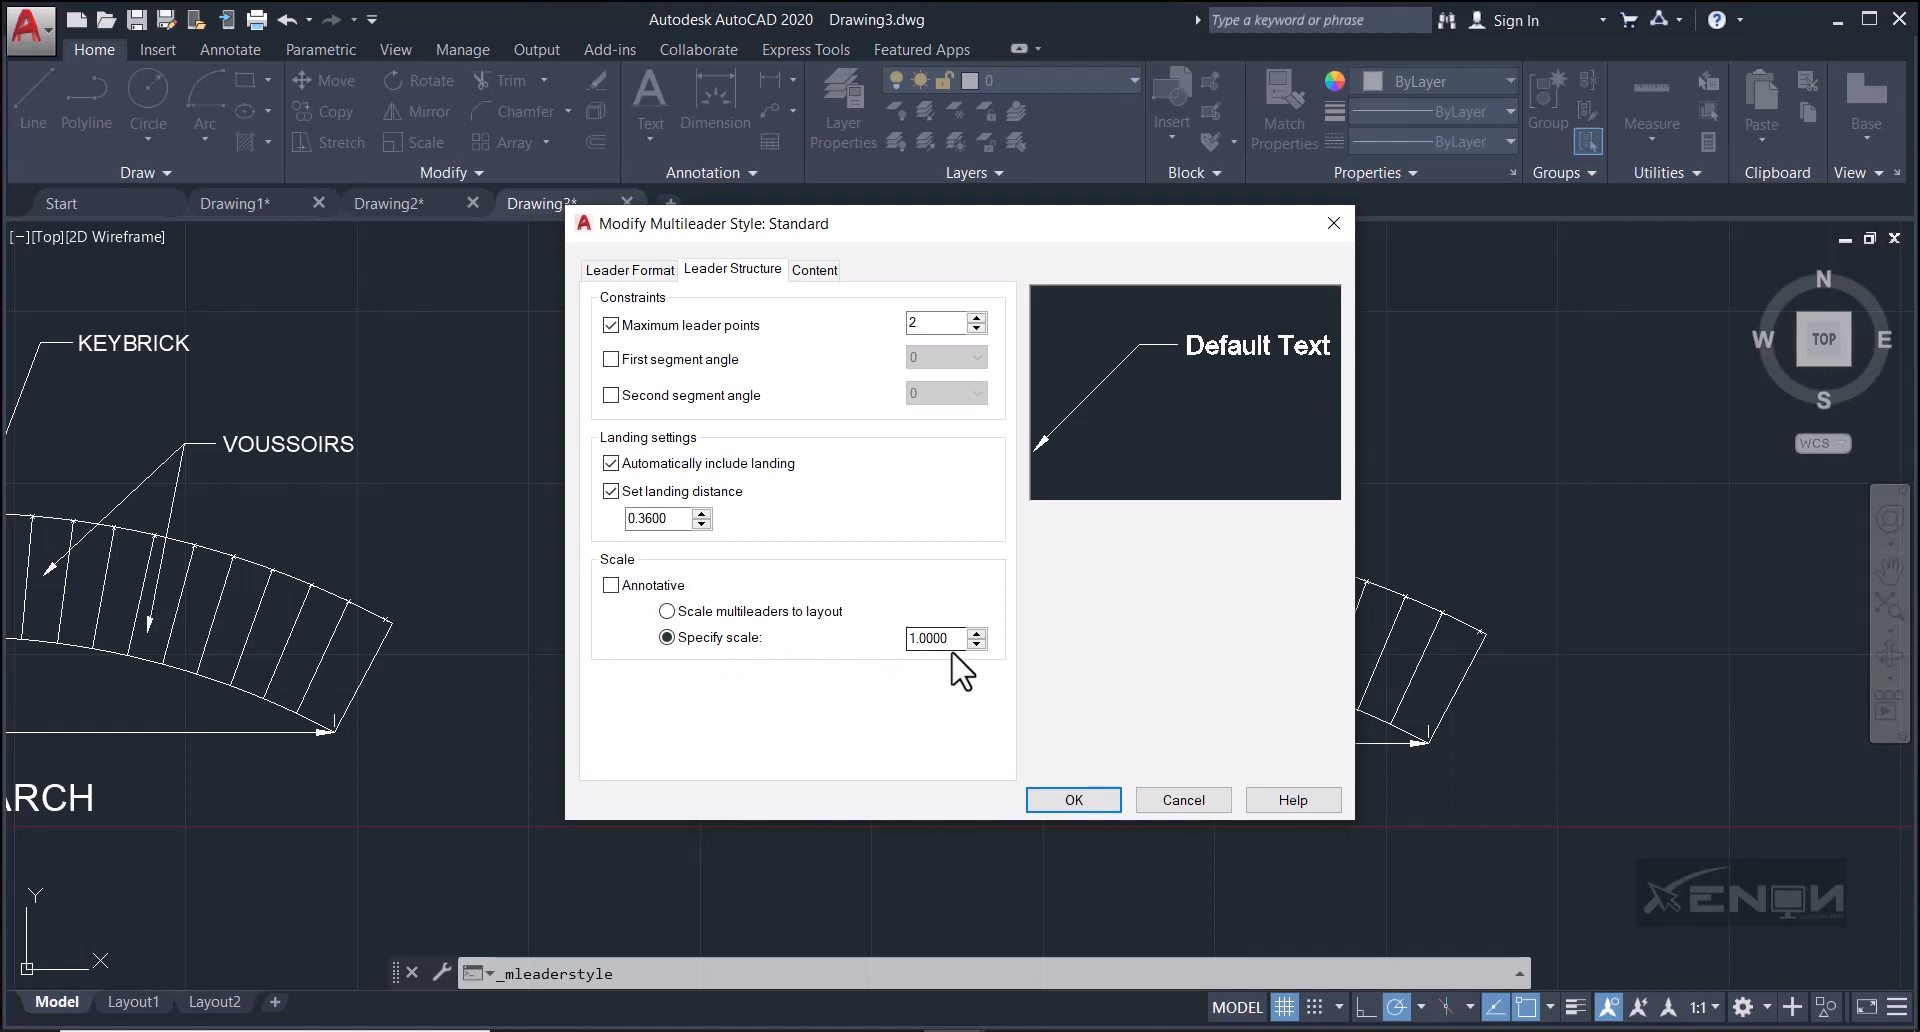 Autodesk AutoCAD 2020 Drawing3.dwg
Type a keyword or phrase
Sign In
Home Insert Annotate Parametric View Manage Output Add-ins Collaborate Express Tools Featured Apps
Line Polyline Circle Arc
Move Rotate Trim
Copy Mirror Chamfer
Stretch Scale Array
Text Dimension
Layer Properties
0
Insert
Match Properties
ByLayer
ByLayer
ByLayer
Group
Measure
Paste
Base
Draw Modify Annotation Layers Block Properties Groups Utilities Clipboard View
Start Drawing1* Drawing2* Drawing3*
[−][Top][2D Wireframe]
Modify Multileader Style: Standard
Leader Format Leader Structure Content
Constraints
Maximum leader points 2
First segment angle 0
Second segment angle 0
Landing settings
Automatically include landing
Set landing distance
0.3600
Scale
Annotative
Scale multileaders to layout
Specify scale: 1.0000
Default Text
OK Cancel Help
KEYBRICK
VOUSSOIRS
ARCH
N
W TOP E
S
WCS
XENON
Y
X
_mleaderstyle
Model Layout1 Layout2
MODEL 1:1